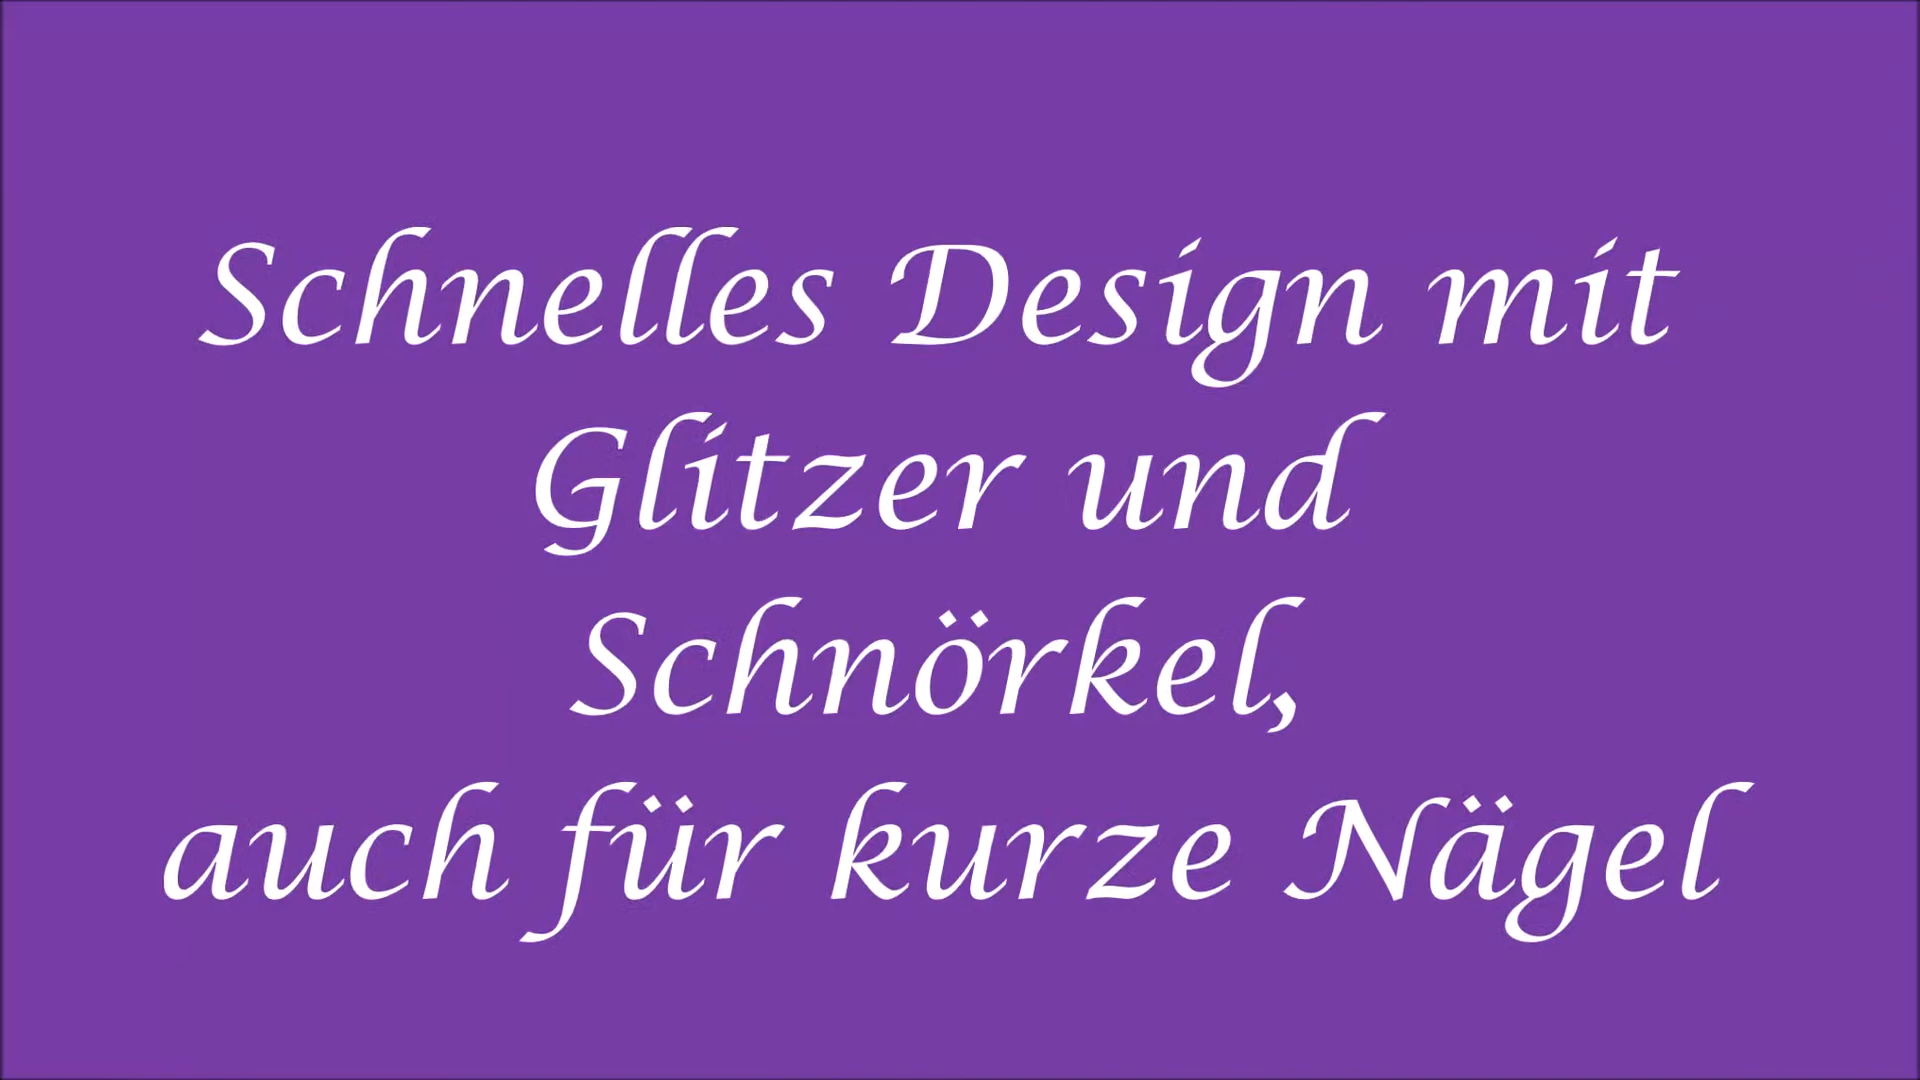 Schnelles Design mit
Glitzer und
Schnörkel,
auch für kurze Nägel